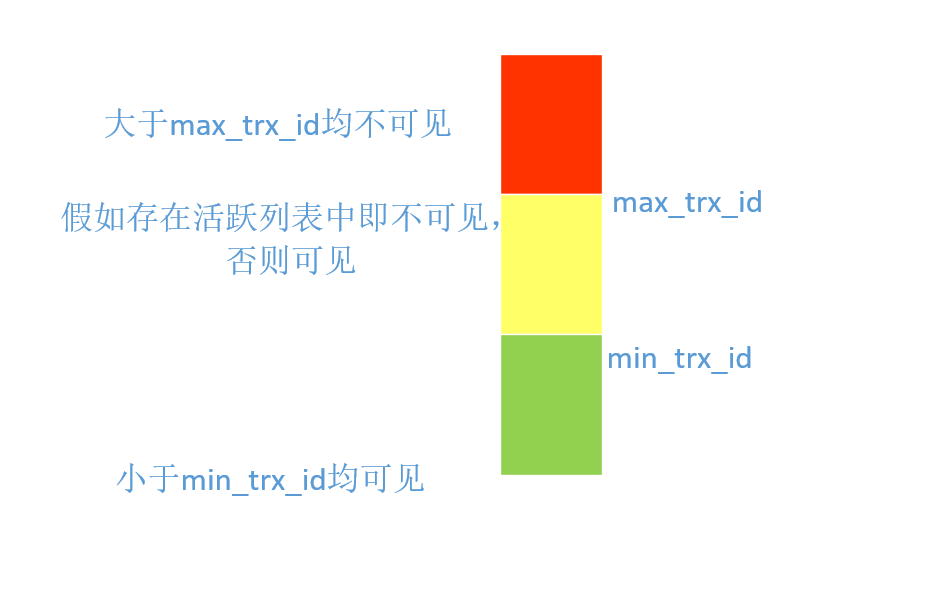 大于max_trx_id均不可见
max_trx_id
假如存在活跃列表中即不可见，
否则可见
min_trx_id
小于min_trx_id均可见